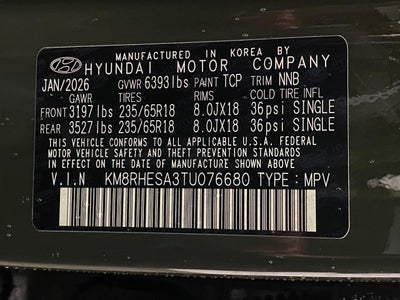 MANUFACTURED IN KOREA BY
HYUNDAI MOTOR COMPANY
JAN/2026 GVWR 6393lbs PAINT TCP TRIM NNB
GAWR TIRES RIMS COLD TIRE INFL
FRONT 3197 lbs 235/65R18 8.0JX18 36psi SINGLE
REAR 3527 lbs 235/65R18 8.0JX18 36psi SINGLE
THIS VEHICLE CONFORMS TO ALL APPLICABLE U.S.A. FEDERAL
MOTOR VEHICLE SAFETY, BUMPER, AND THEFT PREVENTION STANDARDS
IN EFFECT ON THE DATE OF MANUFACTURE SHOWN ABOVE.
V.I.N KM8RHESA3TU076680 TYPE : MPV